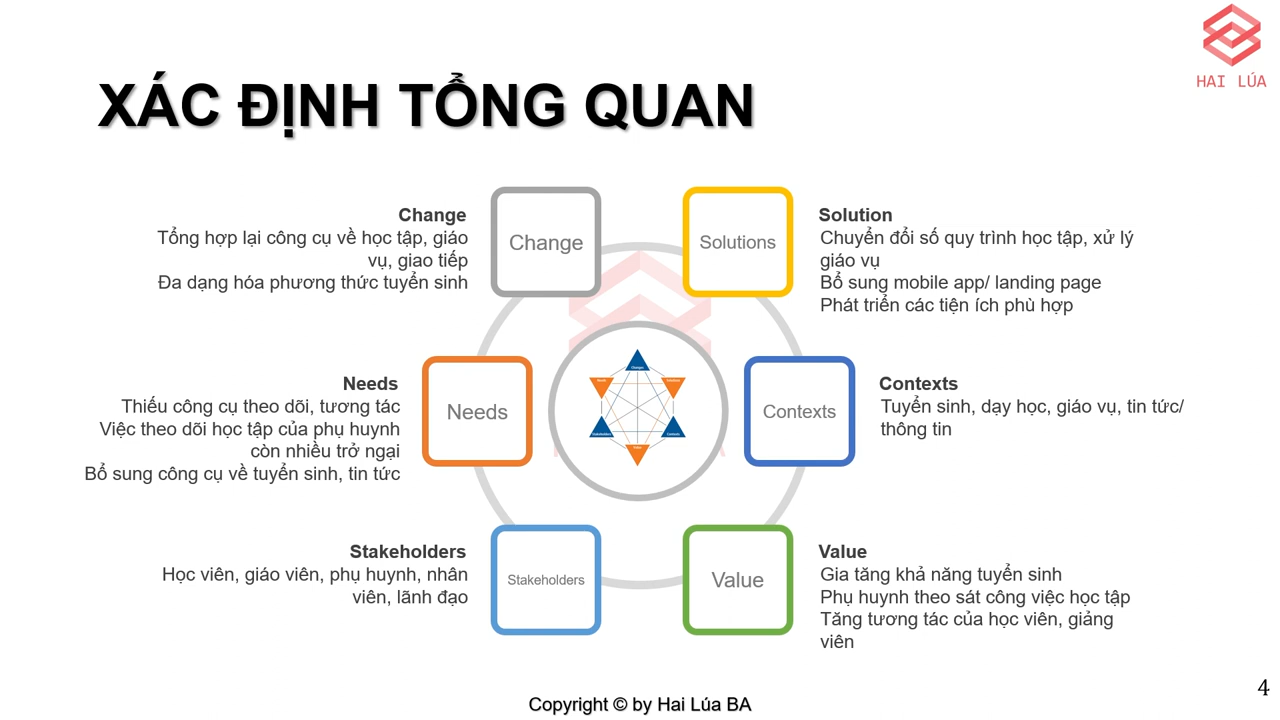 HAI LÚA
XÁC ĐỊNH TỔNG QUAN
Change
Tổng hợp lại công cụ về học tập, giáo
vụ, giao tiếp
Đa dạng hóa phương thức tuyển sinh
Change
Solutions
Solution
Chuyển đổi số quy trình học tập, xử lý
giáo vụ
Bổ sung mobile app/ landing page
Phát triển các tiện ích phù hợp
Needs
Thiếu công cụ theo dõi, tương tác
Việc theo dõi học tập của phụ huynh
còn nhiều trở ngại
Bổ sung công cụ về tuyển sinh, tin tức
Needs
Contexts
Contexts
Tuyển sinh, dạy học, giáo vụ, tin tức/
thông tin
Stakeholders
Học viên, giáo viên, phụ huynh, nhân
viên, lãnh đạo
Stakeholders
Value
Value
Gia tăng khả năng tuyển sinh
Phụ huynh theo sát công việc học tập
Tăng tương tác của học viên, giảng
viên
Copyright © by Hai Lúa BA
4